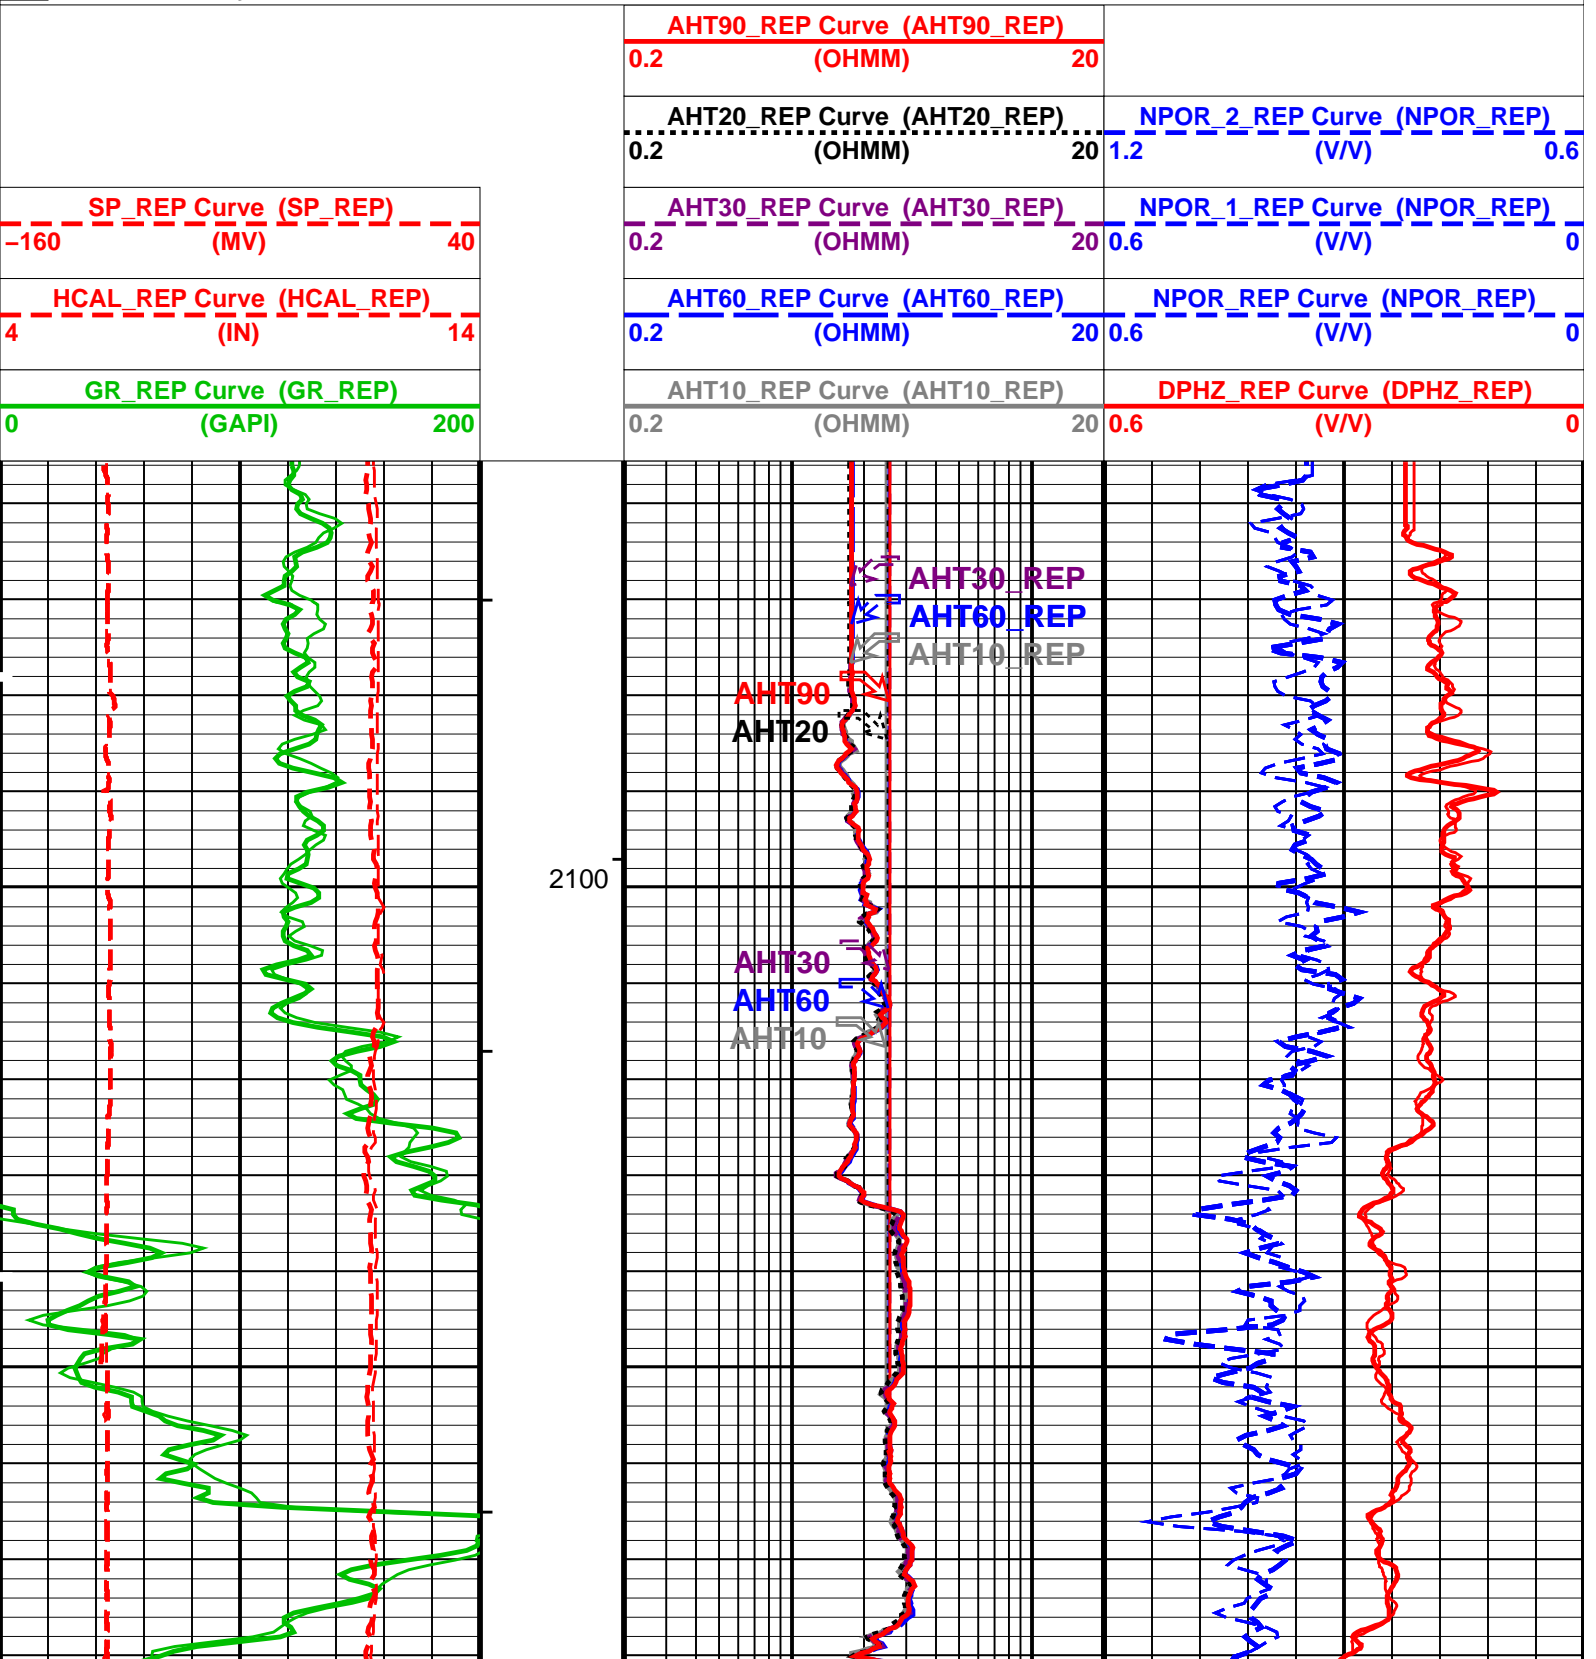 AHT90_REP Curve (AHT90_REP)
0.2 (OHMM) 20
AHT20_REP Curve (AHT20_REP)
0.2 (OHMM) 20
NPOR_2_REP Curve (NPOR_REP)
1.2 (V/V) 0.6
SP_REP Curve (SP_REP)
−160 (MV) 40
AHT30_REP Curve (AHT30_REP)
0.2 (OHMM) 20
NPOR_1_REP Curve (NPOR_REP)
0.6 (V/V) 0
HCAL_REP Curve (HCAL_REP)
4 (IN) 14
AHT60_REP Curve (AHT60_REP)
0.2 (OHMM) 20
NPOR_REP Curve (NPOR_REP)
0.6 (V/V) 0
GR_REP Curve (GR_REP)
0 (GAPI) 200
AHT10_REP Curve (AHT10_REP)
0.2 (OHMM) 20
DPHZ_REP Curve (DPHZ_REP)
0.6 (V/V) 0
AHT30_REP
AHT60_REP
AHT10_REP
AHT90
AHT20
2100
AHT30
AHT60
AHT10